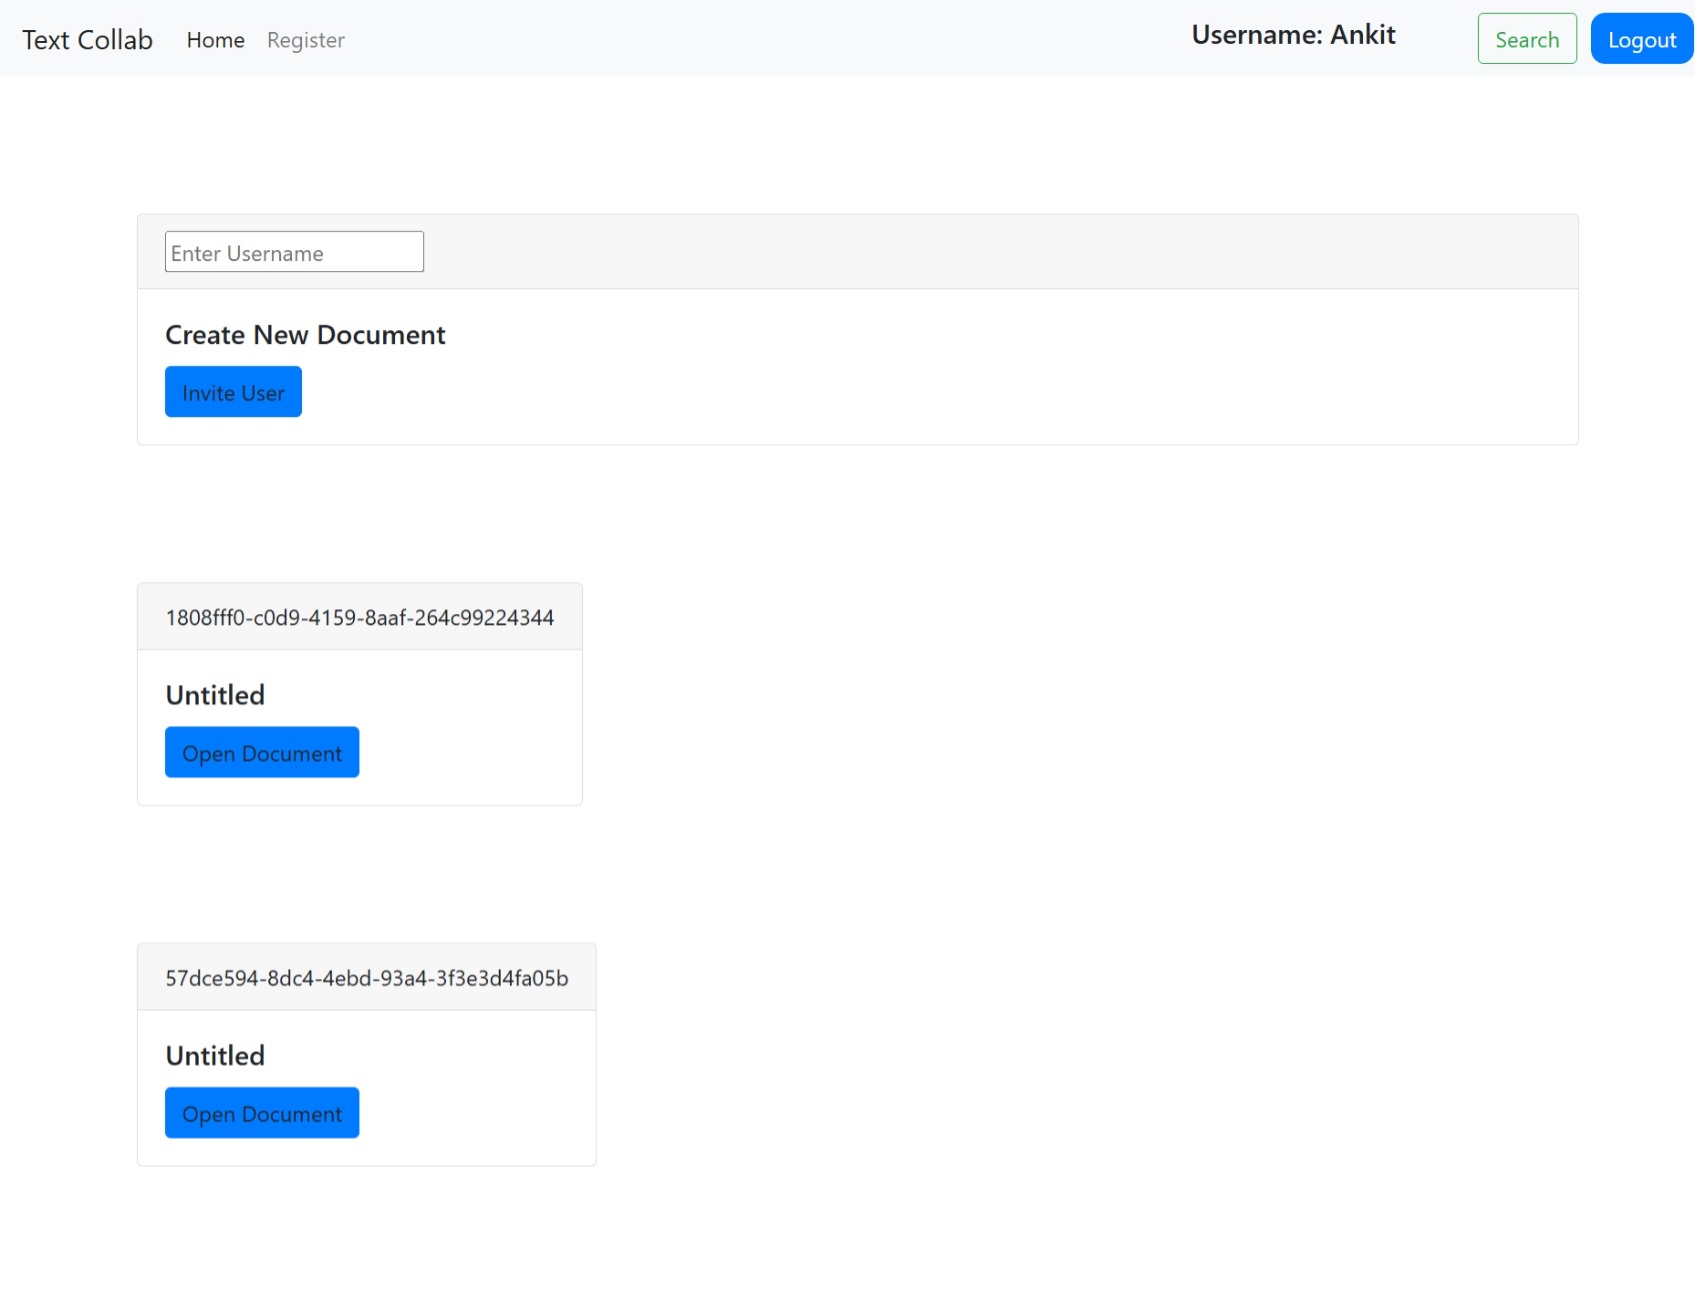 Text Collab Home Register Username: Ankit Search Logout
Enter Username
Create New Document
Invite User
1808fff0-c0d9-4159-8aaf-264c99224344
Untitled
Open Document
57dce594-8dc4-4ebd-93a4-3f3e3d4fa05b
Untitled
Open Document